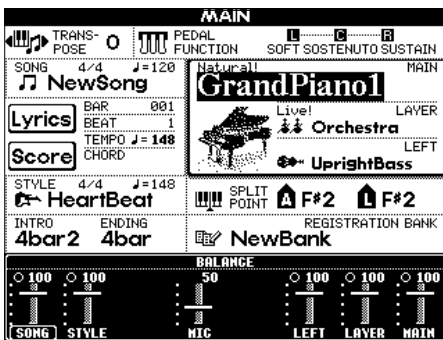 MAIN
TRANS-
POSE 0
PEDAL
FUNCTION
L C R
SOFT SOSTENUTO SUSTAIN
SONG 4/4 ♩=120
NewSong
Natural! MAIN
GrandPiano1
Lyrics
BAR 001
BEAT 1
TEMPO ♩= 148
Score
CHORD
Live! LAYER
Orchestra
LEFT
UprightBass
STYLE 4/4 ♩=148
HeartBeat
SPLIT
POINT A F#2 L F#2
INTRO ENDING
4bar2 4bar
REGISTRATION BANK
NewBank
BALANCE
100 100 50 100 100 100
SONG STYLE MIC LEFT LAYER MAIN